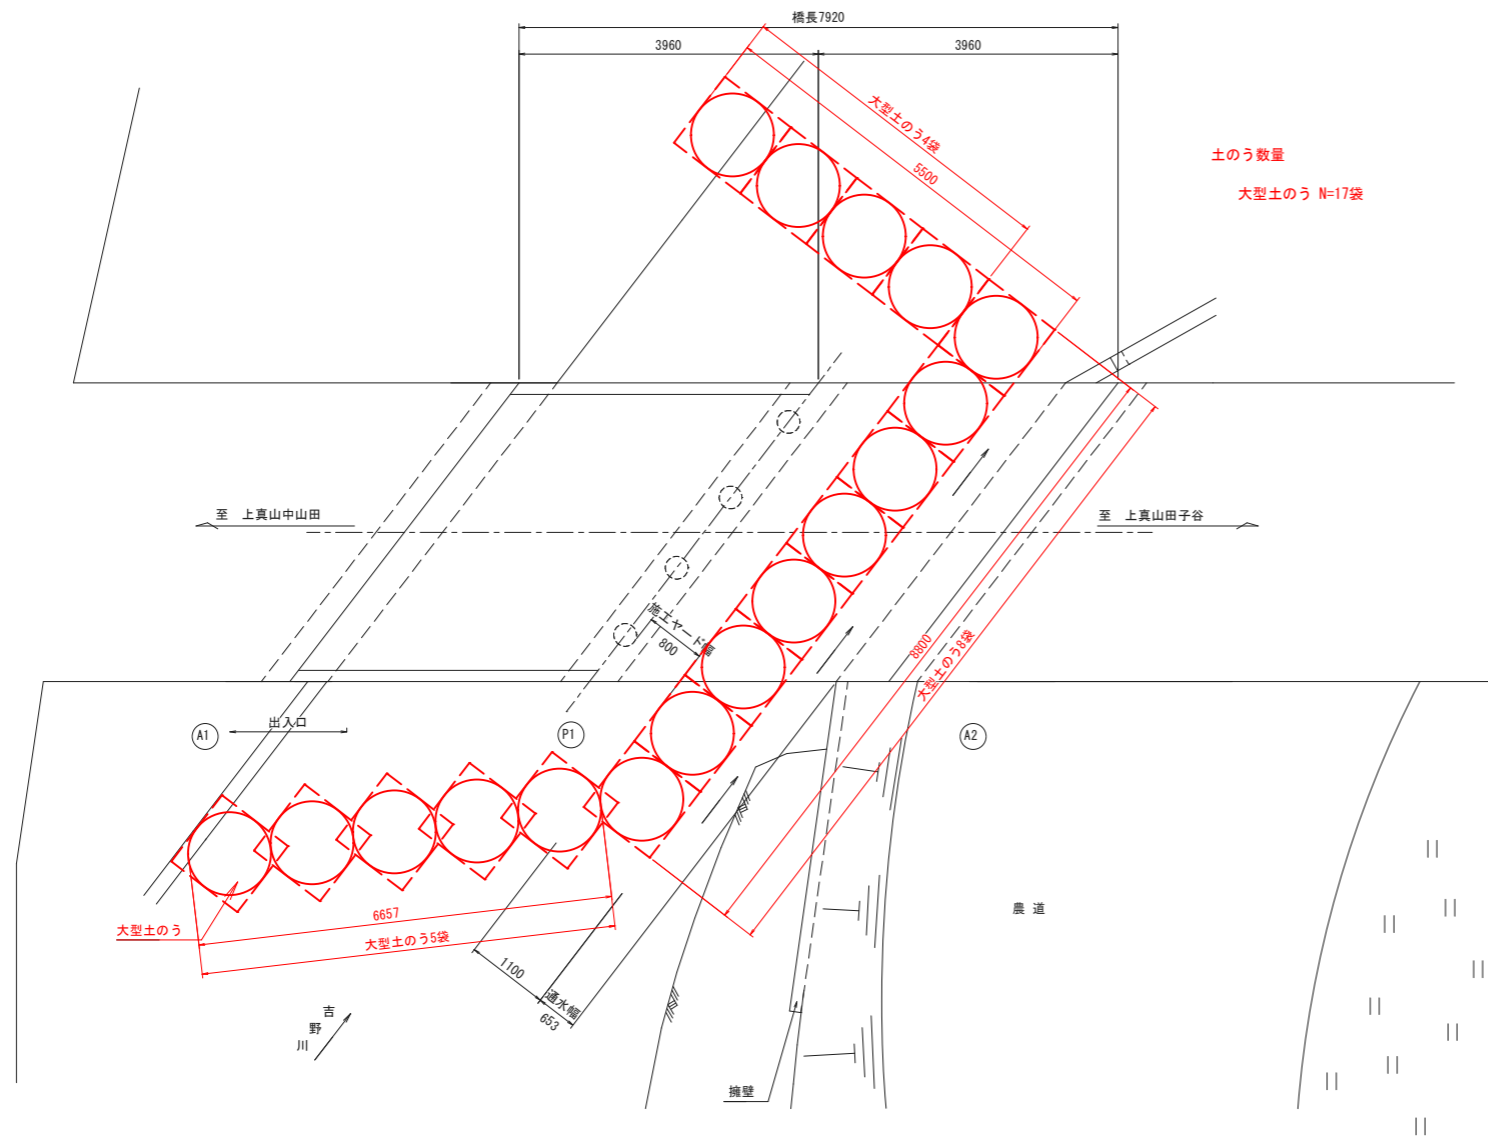 橋長7920
3960
3960
大型土のう4袋
5500
土のう数量
大型土のう N=17袋
至 上真山中山田
至 上真山田子谷
施工ヤード幅
800
8800
大型土のう8袋
A1
出入口
P1
A2
大型土のう
6657
大型土のう5袋
農 道
1100
通水幅
653
吉
野
川
擁壁